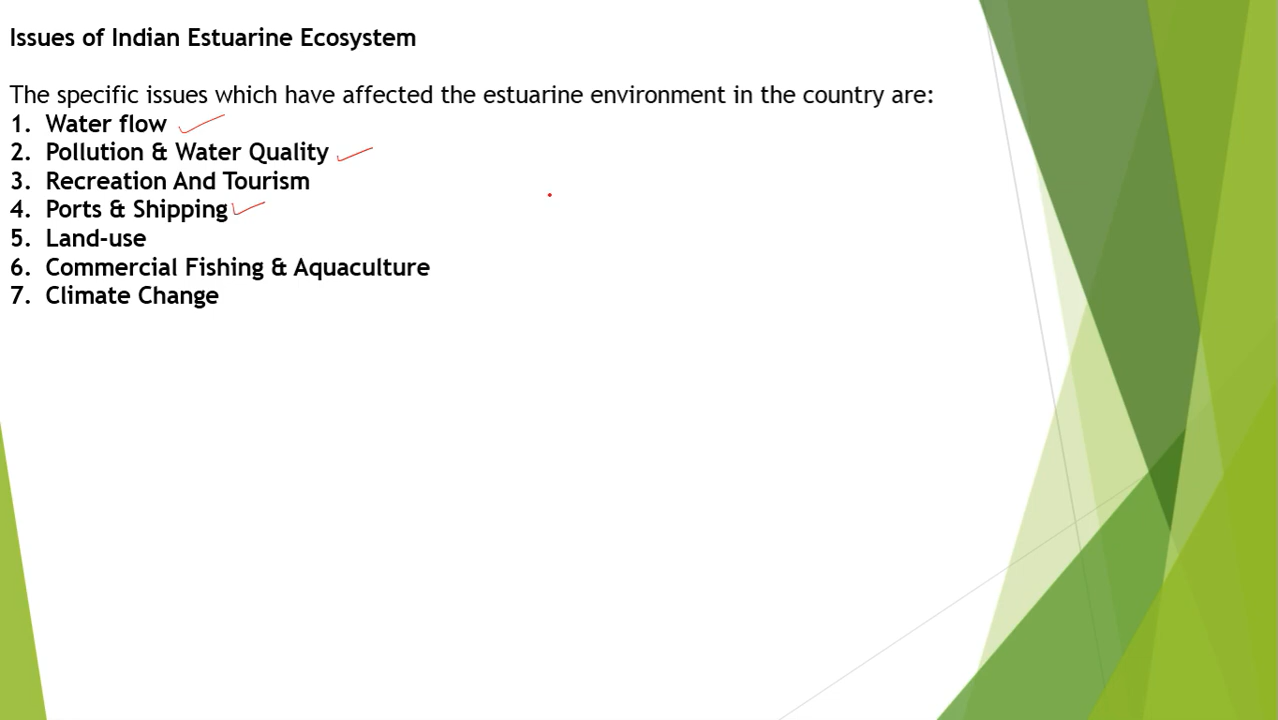 Issues of Indian Estuarine Ecosystem
The specific issues which have affected the estuarine environment in the country are:
1. Water flow
2. Pollution & Water Quality
3. Recreation And Tourism
4. Ports & Shipping
5. Land-use
6. Commercial Fishing & Aquaculture
7. Climate Change